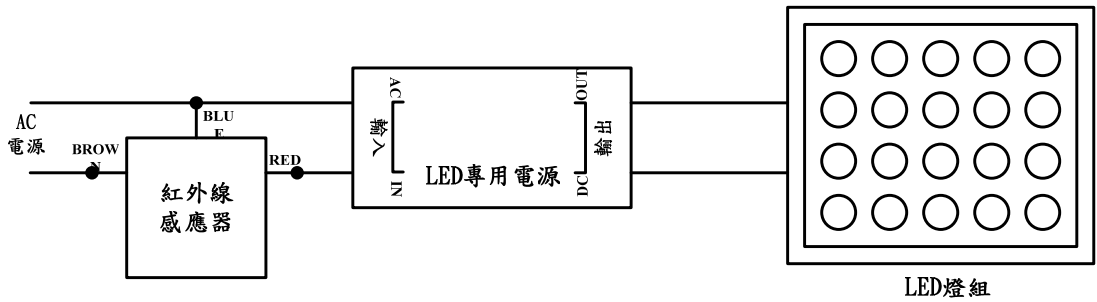 AC
電源
BLU
E
BROW
N
RED
紅外線
感應器
AC
輸入
IN
LED專用電源
OUT
輸出
DC
LED燈組